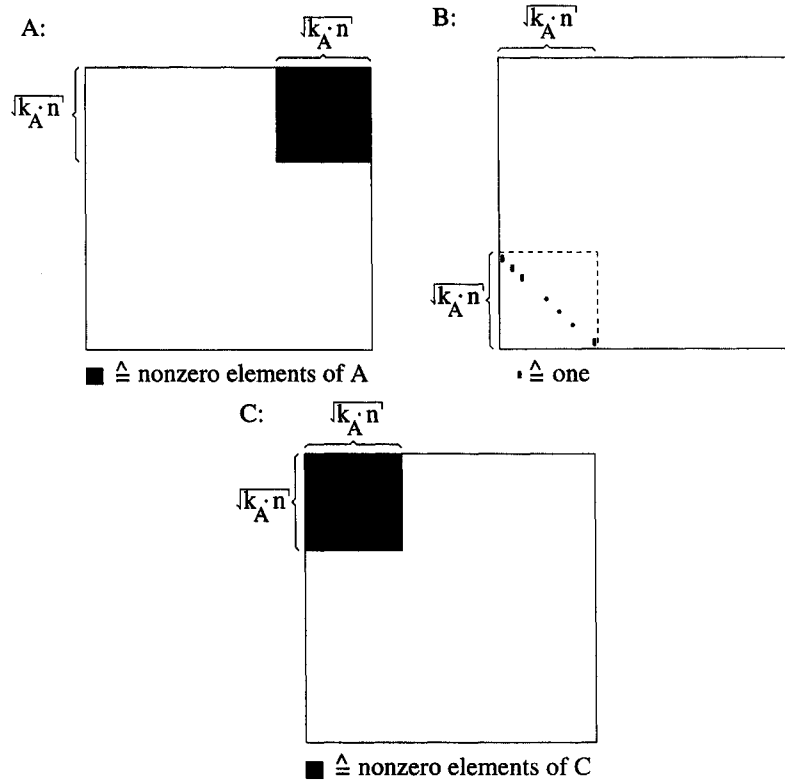 A:
√k_A·n
√k_A·n
■ ≙ nonzero elements of A
B:
√k_A·n
√k_A·n
▮ ≙ one
C:
√k_A·n
√k_A·n
■ ≙ nonzero elements of C